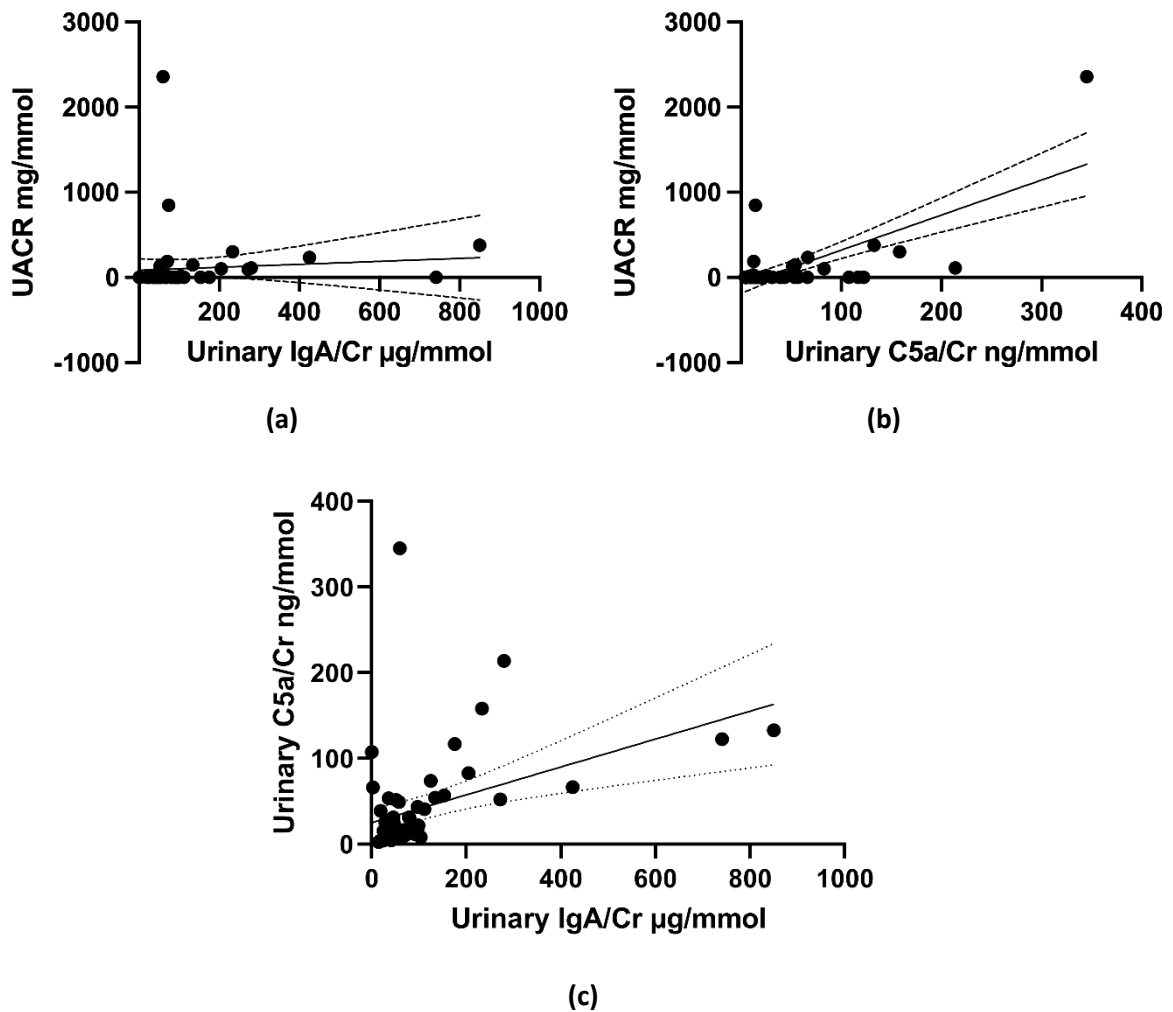 UACR mg/mmol
3000
2000
1000
0
-1000
200 400 600 800 1000
Urinary IgA/Cr µg/mmol
(a)
UACR mg/mmol
3000
2000
1000
0
-1000
100 200 300 400
Urinary C5a/Cr ng/mmol
(b)
Urinary C5a/Cr ng/mmol
400
300
200
100
0
0 200 400 600 800 1000
Urinary IgA/Cr µg/mmol
(c)